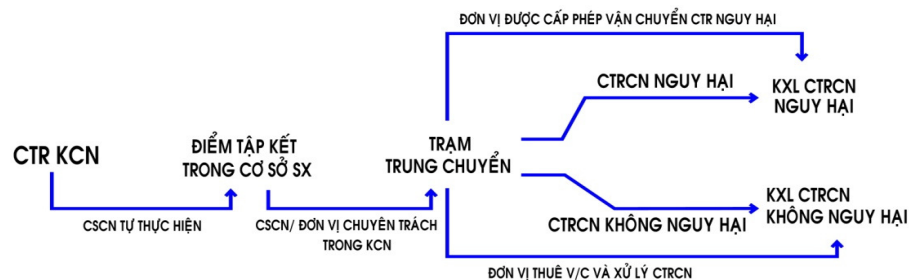 ĐƠN VỊ ĐƯỢC CẤP PHÉP VẬN CHUYỂN CTR NGUY HẠI
CTRCN NGUY HẠI
KXL CTRCN
NGUY HẠI
CTR KCN
ĐIỂM TẬP KẾT
TRONG CƠ SỞ SX
TRẠM
TRUNG CHUYỂN
CSCN TỰ THỰC HIỆN
CSCN/ ĐƠN VỊ CHUYÊN TRÁCH
TRONG KCN
CTRCN KHÔNG NGUY HẠI
KXL CTRCN
KHÔNG NGUY HẠI
ĐƠN VỊ THUÊ V/C VÀ XỬ LÝ CTRCN